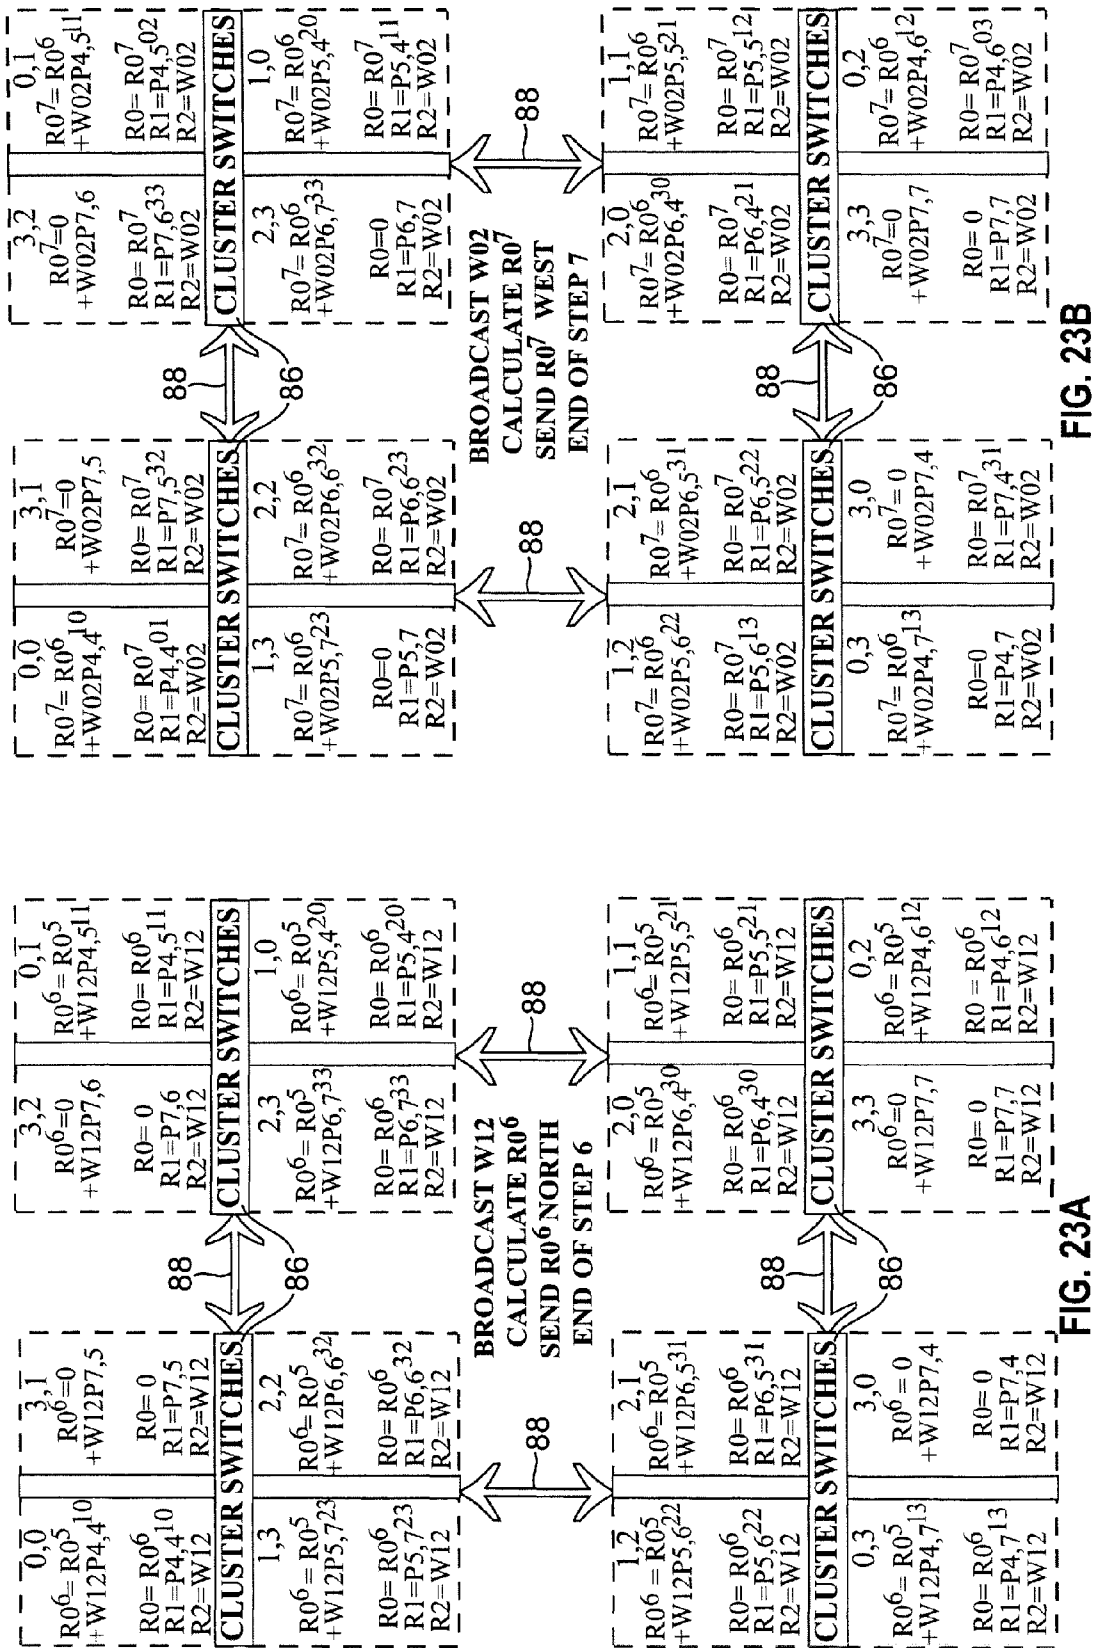 0,0
R0⁶= R0⁵
+W12P4,4¹⁰
R0= R0⁶
R1=P4,4¹⁰
R2=W12
3,1
R0⁶=0
+W12P7,5
R0= 0
R1=P7,5
R2=W12
CLUSTER SWITCHES
1,3
R0⁶= R0⁵
+W12P5,7²³
R0= R0⁶
R1=P5,7²³
R2=W12
2,2
R0⁶= R0⁵
+W12P6,6³²
R0= R0⁶
R1=P6,6³²
R2=W12
88
86
3,2
R0⁶=0
+W12P7,6
R0= 0
R1=P7,6
R2=W12
0,1
R0⁶= R0⁵
+W12P4,5¹¹
R0= R0⁶
R1=P4,5¹¹
R2=W12
CLUSTER SWITCHES
2,3
R0⁶= R0⁵
+W12P6,7³³
R0= R0⁶
R1=P6,7³³
R2=W12
1,0
R0⁶= R0⁵
+W12P5,4²⁰
R0= R0⁶
R1=P5,4²⁰
R2=W12
88
BROADCAST W12
CALCULATE R0⁶
SEND R0⁶ NORTH
END OF STEP 6
88
1,2
R0⁶= R0⁵
+W12P5,6²²
R0= R0⁶
R1=P5,6²²
R2=W12
2,1
R0⁶= R0⁵
+W12P6,5³¹
R0= R0⁶
R1=P6,5³¹
R2=W12
CLUSTER SWITCHES
0,3
R0⁶= R0⁵
+W12P4,7¹³
R0= R0⁶
R1=P4,7¹³
R2=W12
3,0
R0⁶= 0
+W12P7,4
R0= 0
R1=P7,4
R2=W12
88
86
2,0
R0⁶= R0⁵
+W12P6,4³⁰
R0= R0⁶
R1=P6,4³⁰
R2=W12
1,1
R0⁶= R0⁵
+W12P5,5²¹
R0= R0⁶
R1=P5,5²¹
R2=W12
CLUSTER SWITCHES
3,3
R0⁶=0
+W12P7,7
R0= 0
R1=P7,7
R2=W12
0,2
R0⁶= R0⁵
+W12P4,6¹²
R0= R0⁶
R1=P4,6¹²
R2=W12
FIG. 23A
0,0
R0⁷= R0⁶
+W02P4,4¹⁰
R0= R0⁷
R1=P4,4⁰¹
R2=W02
3,1
R0⁷=0
+W02P7,5
R0= R0⁷
R1=P7,5³²
R2=W02
CLUSTER SWITCHES
1,3
R0⁷= R0⁶
+W02P5,7²³
R0=0
R1=P5,7
R2=W02
2,2
R0⁷= R0⁶
+W02P6,6³²
R0= R0⁷
R1=P6,6²³
R2=W02
88
86
3,2
R0⁷=0
+W02P7,6
R0= R0⁷
R1=P7,6³³
R2=W02
0,1
R0⁷= R0⁶
+W02P4,5¹¹
R0= R0⁷
R1=P4,5⁰²
R2=W02
CLUSTER SWITCHES
2,3
R0⁷= R0⁶
+W02P6,7³³
R0=0
R1=P6,7
R2=W02
1,0
R0⁷= R0⁶
+W02P5,4²⁰
R0= R0⁷
R1=P5,4¹¹
R2=W02
88
BROADCAST W02
CALCULATE R0⁷
SEND R0⁷ WEST
END OF STEP 7
88
1,2
R0⁷= R0⁶
+W02P5,6²²
R0= R0⁷
R1=P5,6¹³
R2=W02
2,1
R0⁷= R0⁶
+W02P6,5³¹
R0= R0⁷
R1=P6,5²²
R2=W02
CLUSTER SWITCHES
0,3
R0⁷= R0⁶
+W02P4,7¹³
R0=0
R1=P4,7
R2=W02
3,0
R0⁷= 0
+W02P7,4
R0= R0⁷
R1=P7,4³¹
R2=W02
88
86
2,0
R0⁷= R0⁶
+W02P6,4³⁰
R0= R0⁷
R1=P6,4²¹
R2=W02
1,1
R0⁷= R0⁶
+W02P5,5²¹
R0= R0⁷
R1=P5,5¹²
R2=W02
CLUSTER SWITCHES
3,3
R0⁷=0
+W02P7,7
R0= 0
R1=P7,7
R2=W02
0,2
R0⁷= R0⁶
+W02P4,6¹²
R0= R0⁷
R1=P4,6⁰³
R2=W02
FIG. 23B